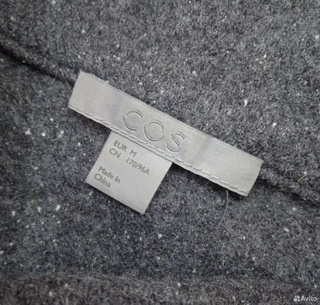 COS
EUR M
CN 170/96A
Made in
China
Avito